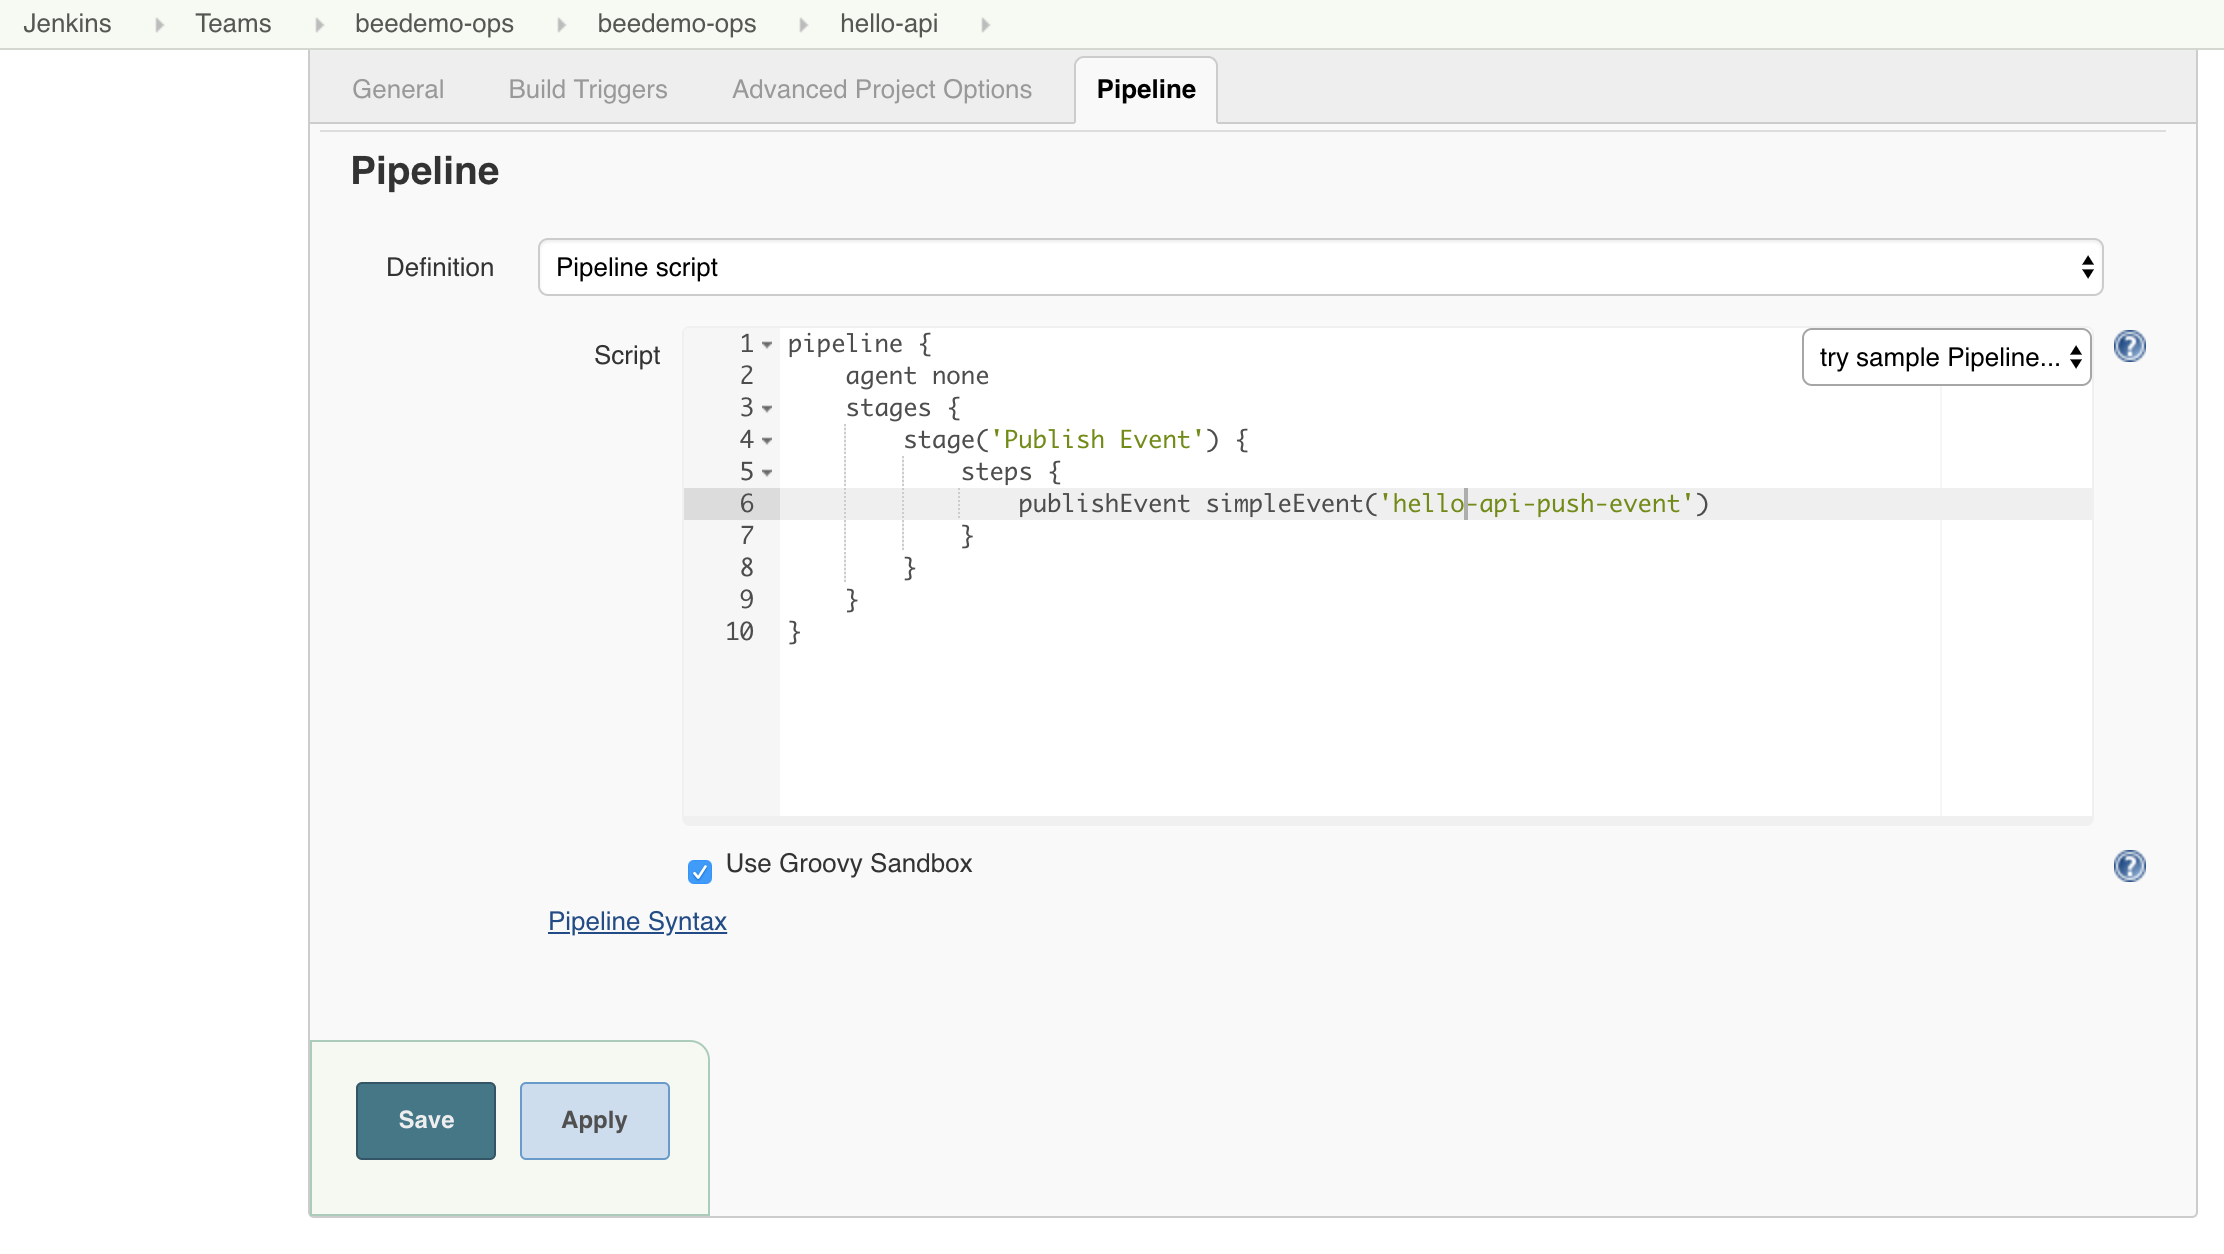 Jenkins Teams beedemo-ops beedemo-ops hello-api
General Build Triggers Advanced Project Options Pipeline
Pipeline
Definition Pipeline script
Script
try sample Pipeline...
1 pipeline {
2 agent none
3 stages {
4 stage('Publish Event') {
5 steps {
6 publishEvent simpleEvent('hello-api-push-event')
7 }
8 }
9 }
10 }
Use Groovy Sandbox
Pipeline Syntax
Save Apply